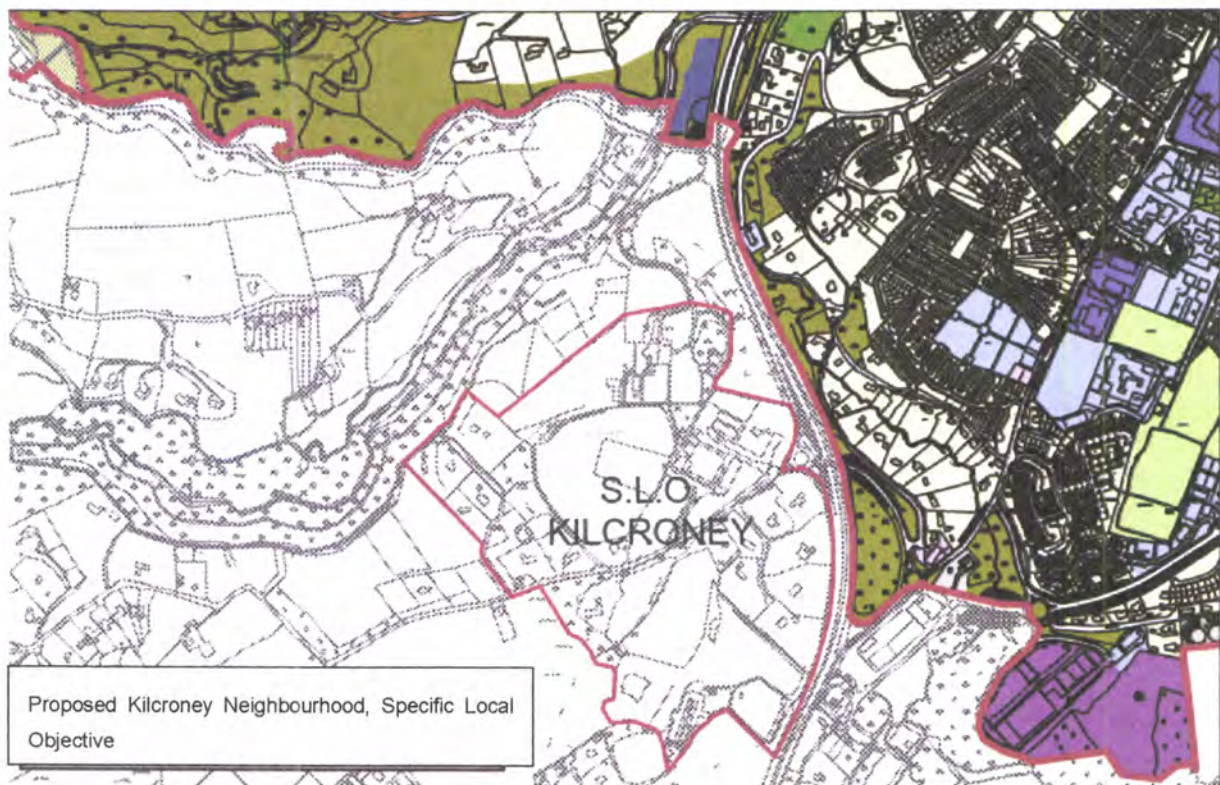 S.L.O.
KILCRONEY
Proposed Kilcroney Neighbourhood, Specific Local
Objective